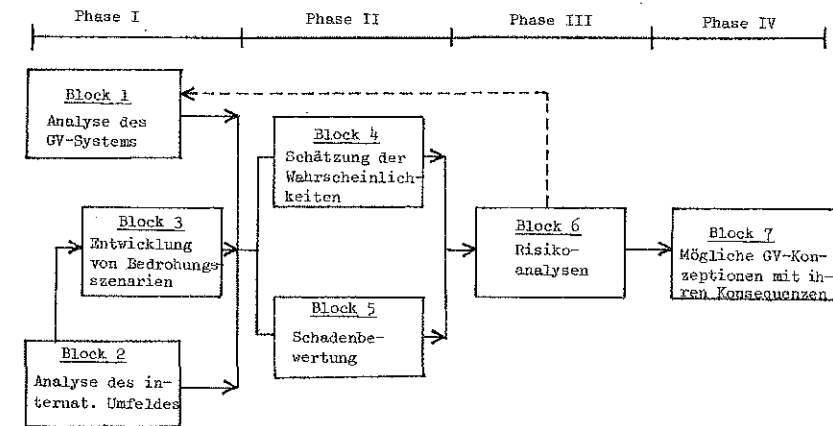 Phase I
Phase II
Phase III
Phase IV
Block 1
Analyse des
GV-Systems
Block 3
Entwicklung
von Bedrohungs-
szenarien
Block 2
Analyse des in-
ternat. Umfeldes
Block 4
Schätzung der
Wahrscheinlich-
keiten
Block 5
Schadenbe-
wertung
Block 6
Risiko-
analysen
Block 7
Mögliche GV-Kon-
zeptionen mit ih-
ren Konsequenzen